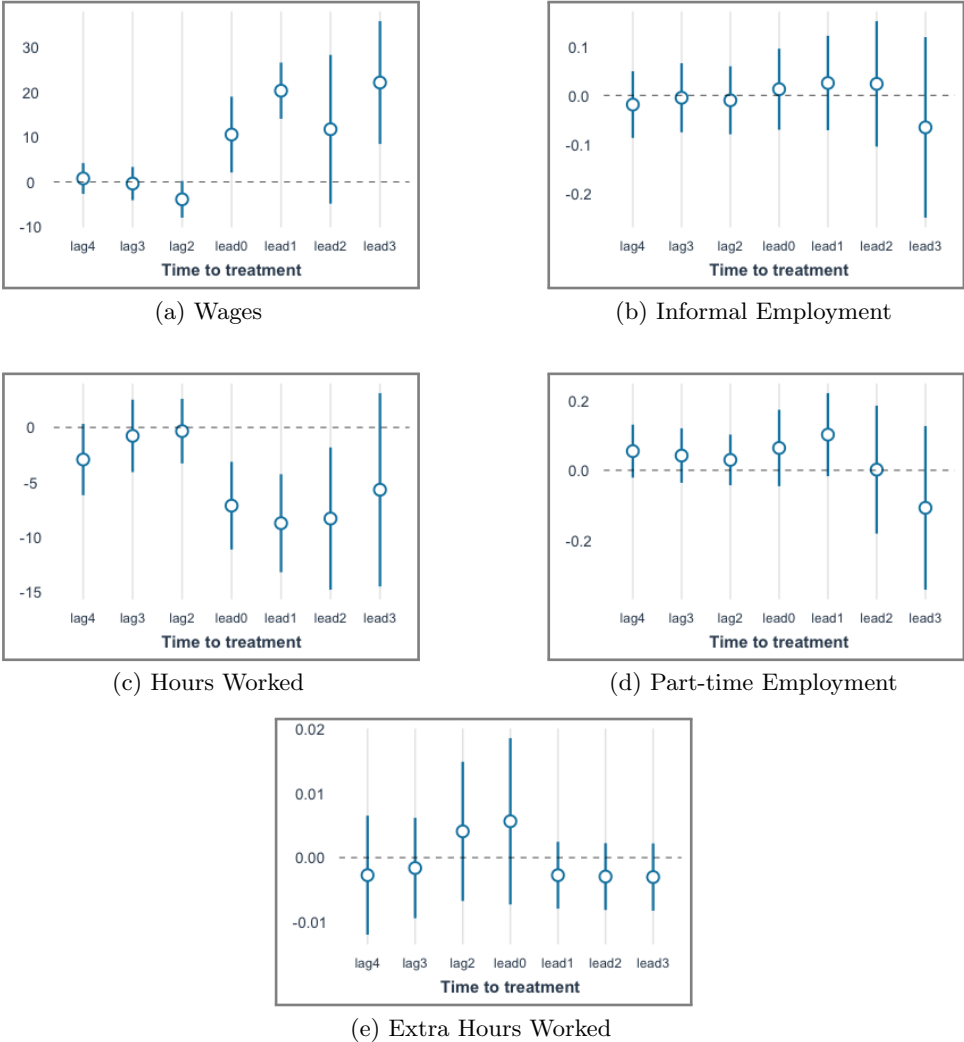 30
20
10
0
-10
lag4 lag3 lag2 lead0 lead1 lead2 lead3
Time to treatment
(a) Wages
0.1
0.0
-0.1
-0.2
lag4 lag3 lag2 lead0 lead1 lead2 lead3
Time to treatment
(b) Informal Employment
0
-5
-10
-15
lag4 lag3 lag2 lead0 lead1 lead2 lead3
Time to treatment
(c) Hours Worked
0.2
0.0
-0.2
lag4 lag3 lag2 lead0 lead1 lead2 lead3
Time to treatment
(d) Part-time Employment
0.02
0.01
0.00
-0.01
lag4 lag3 lag2 lead0 lead1 lead2 lead3
Time to treatment
(e) Extra Hours Worked